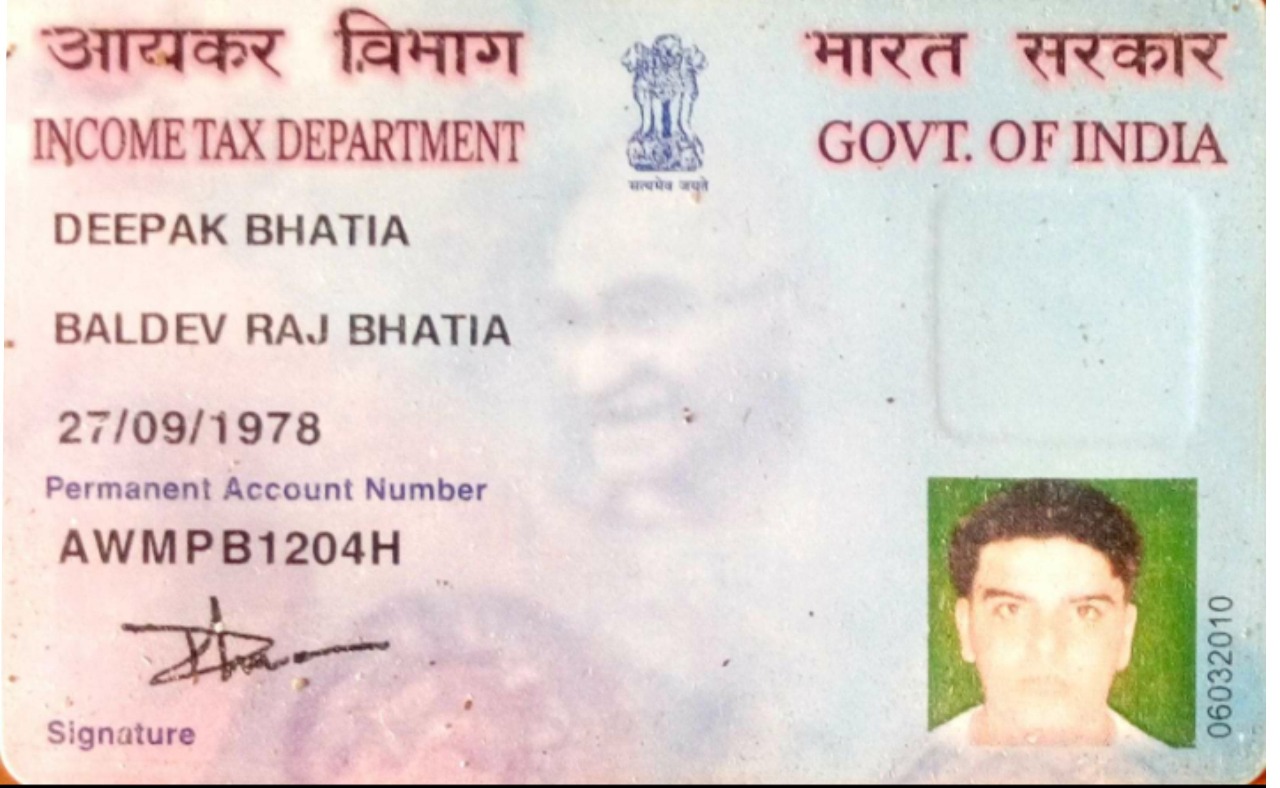 आयकर विभाग
भारत सरकार
INCOME TAX DEPARTMENT
GOVT. OF INDIA
सत्यमेव जयते
DEEPAK BHATIA
BALDEV RAJ BHATIA
27/09/1978
Permanent Account Number
AWMPB1204H
Signature
06032010